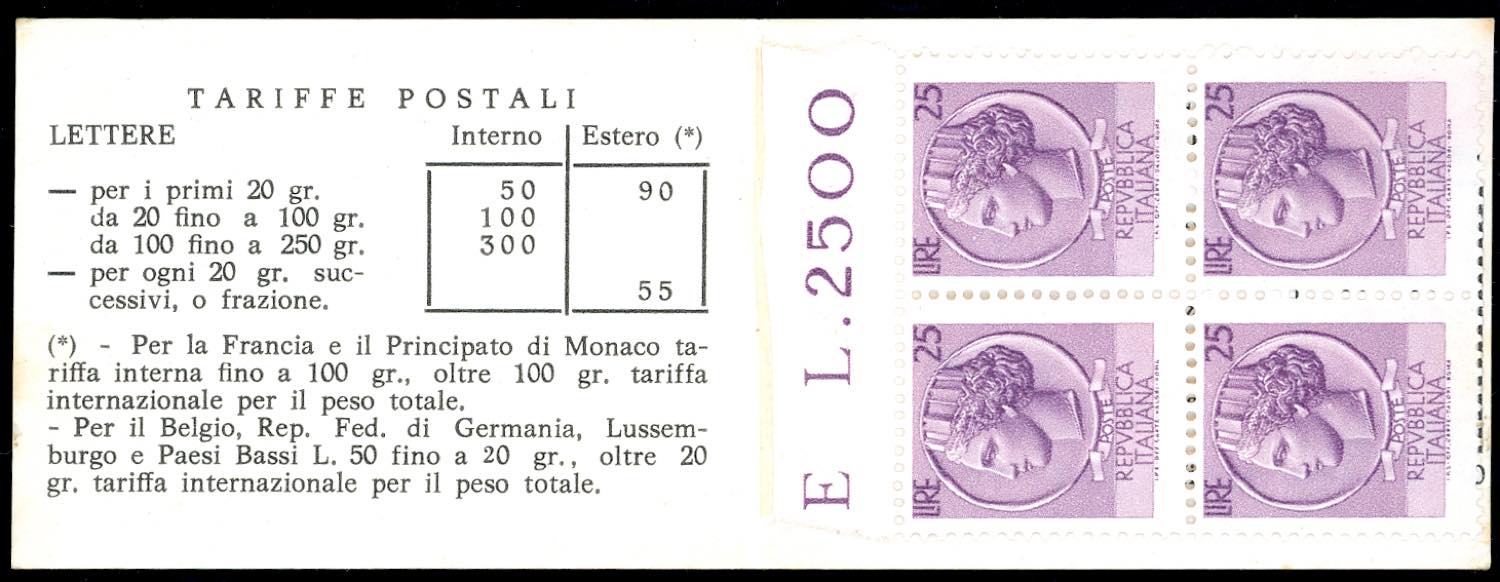 TARIFFE POSTALI
LETTERE Interno Estero (*)
— per i primi 20 gr. 50 90
da 20 fino a 100 gr. 100
da 100 fino a 250 gr. 300
— per ogni 20 gr. suc-
cessivi, o frazione. 55
(*) - Per la Francia e il Principato di Monaco ta-
riffa interna fino a 100 gr., oltre 100 gr. tariffa
internazionale per il peso totale.
- Per il Belgio, Rep. Fed. di Germania, Lussem-
burgo e Paesi Bassi L. 50 fino a 20 gr., oltre 20
gr. tariffa internazionale per il peso totale.
E L.2500
LIRE 25
POSTE
REPVBBLICA
ITALIANA
LIRE 25
POSTE
REPVBBLICA
ITALIANA
LIRE 25
POSTE
REPVBBLICA
ITALIANA
LIRE 25
POSTE
REPVBBLICA
ITALIANA